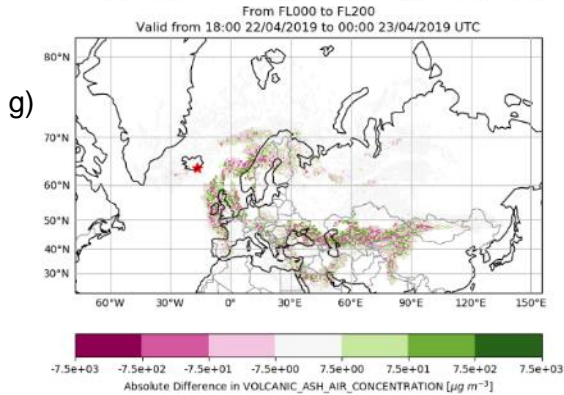 From FL000 to FL200
Valid from 18:00 22/04/2019 to 00:00 23/04/2019 UTC
g)
80°N
70°N
60°N
50°N
40°N
30°N
60°W 30°W 0° 30°E 60°E 90°E 120°E 150°E
-7.5e+03 -7.5e+02 -7.5e+01 -7.5e+00 7.5e+00 7.5e+01 7.5e+02 7.5e+03
Absolute Difference in VOLCANIC_ASH_AIR_CONCENTRATION [µg m⁻³]